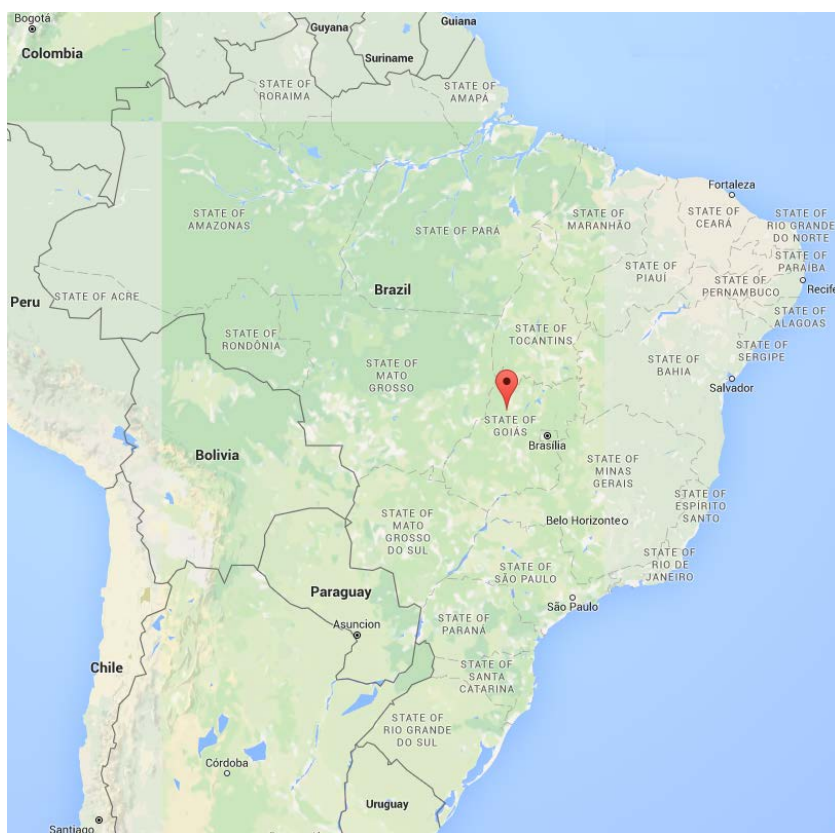 Bogotá
Colombia
Guyana
Suriname
Guiana
STATE OF
RORAIMA
STATE OF
AMAPÁ
STATE OF
AMAZONAS
STATE OF PARÁ
STATE OF
MARANHÃO
Fortaleza
STATE OF
CEARÁ
STATE OF
RIO GRANDE
DO NORTE
STATE OF
PARAÍBA
STATE OF
PIAUÍ
STATE OF
PERNAMBUCO
Recife
STATE OF
ALAGOAS
STATE OF
SERGIPE
Peru
STATE OF ACRE
Brazil
STATE OF
RONDÔNIA
STATE OF
MATO
GROSSO
STATE OF
TOCANTINS
STATE OF
BAHIA
Salvador
STATE OF
GOIÁS
Brasília
Bolivia
STATE OF
MINAS
GERAIS
STATE OF
ESPÍRITO
SANTO
STATE OF
MATO
GROSSO
DO SUL
Belo Horizonte
STATE OF
RIO DE
JANEIRO
STATE OF
SÃO PAULO
São Paulo
Paraguay
Asuncion
STATE OF
PARANÁ
Chile
STATE OF
SANTA
CATARINA
STATE OF
RIO GRANDE
DO SUL
Córdoba
Uruguay
Santiago